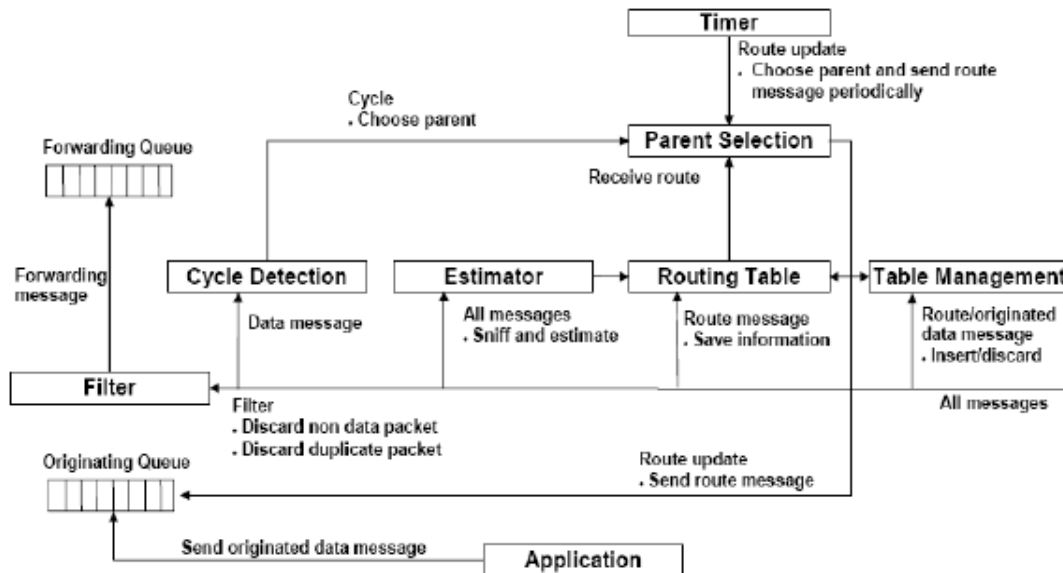 Timer
Route update
. Choose parent and send route
message periodically
Cycle
. Choose parent
Parent Selection
Forwarding Queue
Receive route
Forwarding
message
Cycle Detection
Estimator
Routing Table
Table Management
Data message
All messages
. Sniff and estimate
Route message
. Save information
Route/originated
data message
. Insert/discard
Filter
All messages
Filter
. Discard non data packet
. Discard duplicate packet
Originating Queue
Route update
. Send route message
Send originated data message
Application